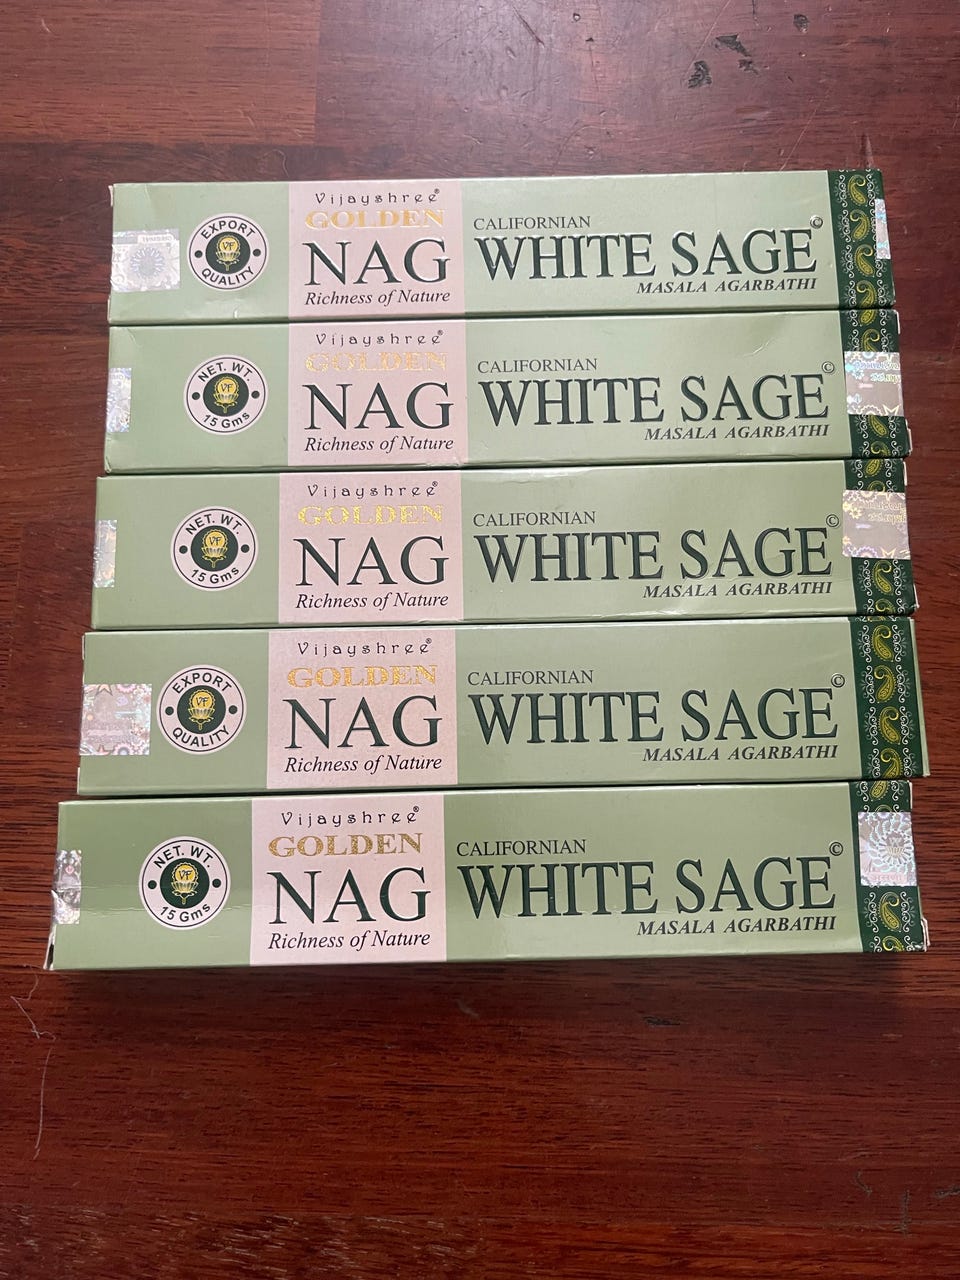 EXPORT
VF
QUALITY
Vijayshree®
GOLDEN
NAG
Richness of Nature
CALIFORNIAN
WHITE SAGE©
MASALA AGARBATHI
NET. WT.
VF
15 Gms
Vijayshree®
GOLDEN
NAG
Richness of Nature
CALIFORNIAN
WHITE SAGE©
MASALA AGARBATHI
NET. WT.
VF
15 Gms
Vijayshree®
GOLDEN
NAG
Richness of Nature
CALIFORNIAN
WHITE SAGE©
MASALA AGARBATHI
EXPORT
VF
QUALITY
Vijayshree®
GOLDEN
NAG
Richness of Nature
CALIFORNIAN
WHITE SAGE©
MASALA AGARBATHI
NET. WT.
VF
15 Gms
Vijayshree®
GOLDEN
NAG
Richness of Nature
CALIFORNIAN
WHITE SAGE©
MASALA AGARBATHI